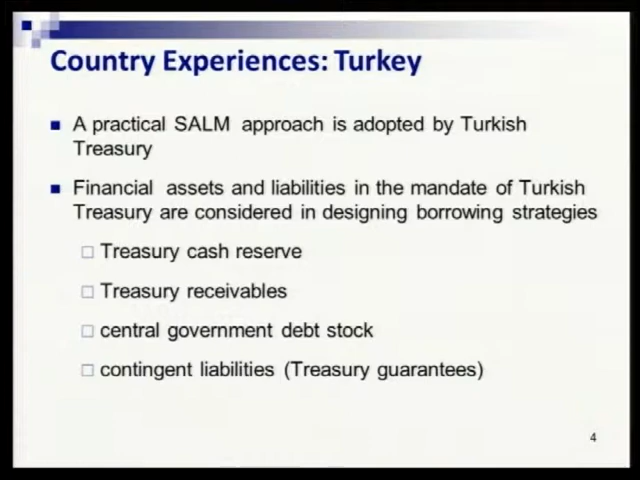 Country Experiences: Turkey
A practical SALM approach is adopted by Turkish
Treasury
Financial assets and liabilities in the mandate of Turkish
Treasury are considered in designing borrowing strategies
Treasury cash reserve
Treasury receivables
central government debt stock
contingent liabilities (Treasury guarantees)
4